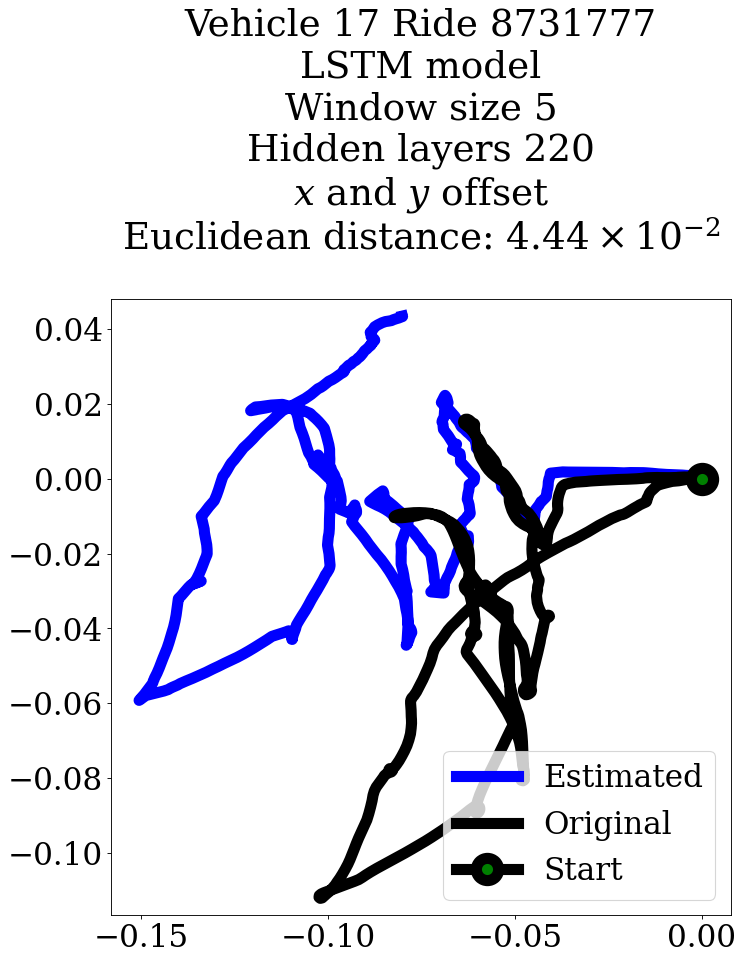 Vehicle 17 Ride 8731777
LSTM model
Window size 5
Hidden layers 220
x and y offset
Euclidean distance: 4.44 × 10⁻²
0.04
0.02
0.00
−0.02
−0.04
−0.06
−0.08
−0.10
Estimated
Original
Start
−0.15 −0.10 −0.05 0.00